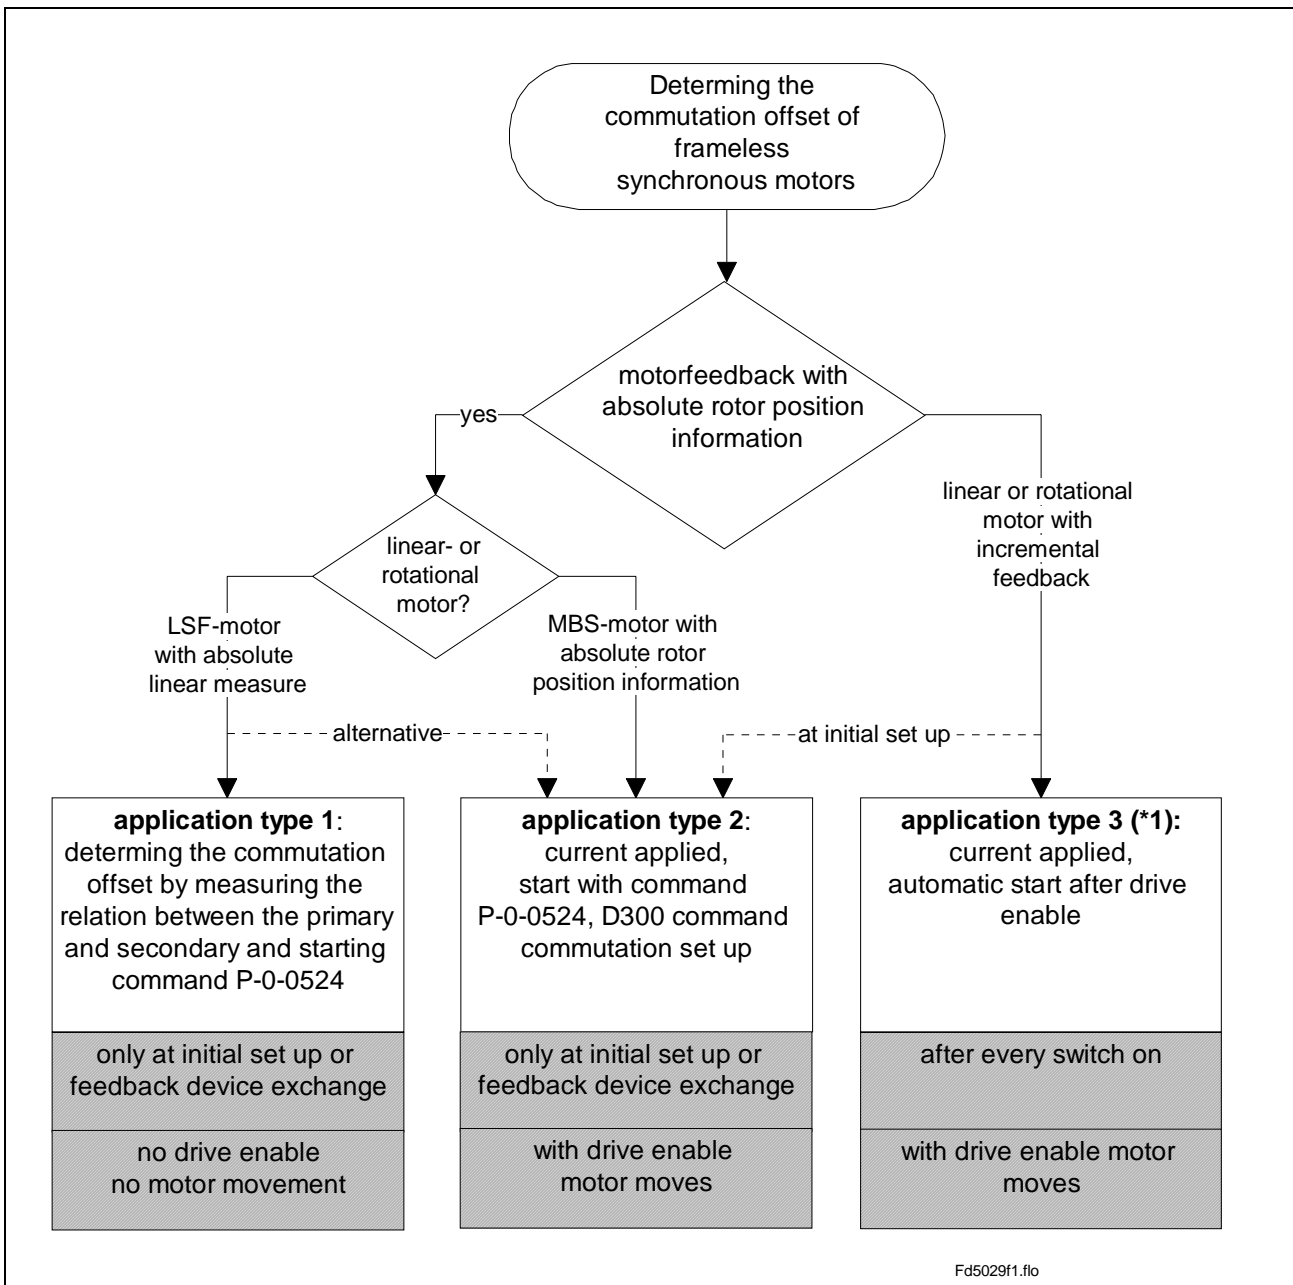 Determing the
commutation offset of
frameless
synchronous motors
motorfeedback with
absolute rotor position
information
yes
linear- or
rotational
motor?
linear or rotational
motor with
incremental
feedback
LSF-motor
with absolute
linear measure
MBS-motor with
absolute rotor
position information
alternative
at initial set up
application type 1:
determing the commutation
offset by measuring the
relation between the primary
and secondary and starting
command P-0-0524
only at initial set up or
feedback device exchange
no drive enable
no motor movement
application type 2:
current applied,
start with command
P-0-0524, D300 command
commutation set up
only at initial set up or
feedback device exchange
with drive enable
motor moves
application type 3 (*1):
current applied,
automatic start after drive
enable
after every switch on
with drive enable motor
moves
Fd5029f1.flo